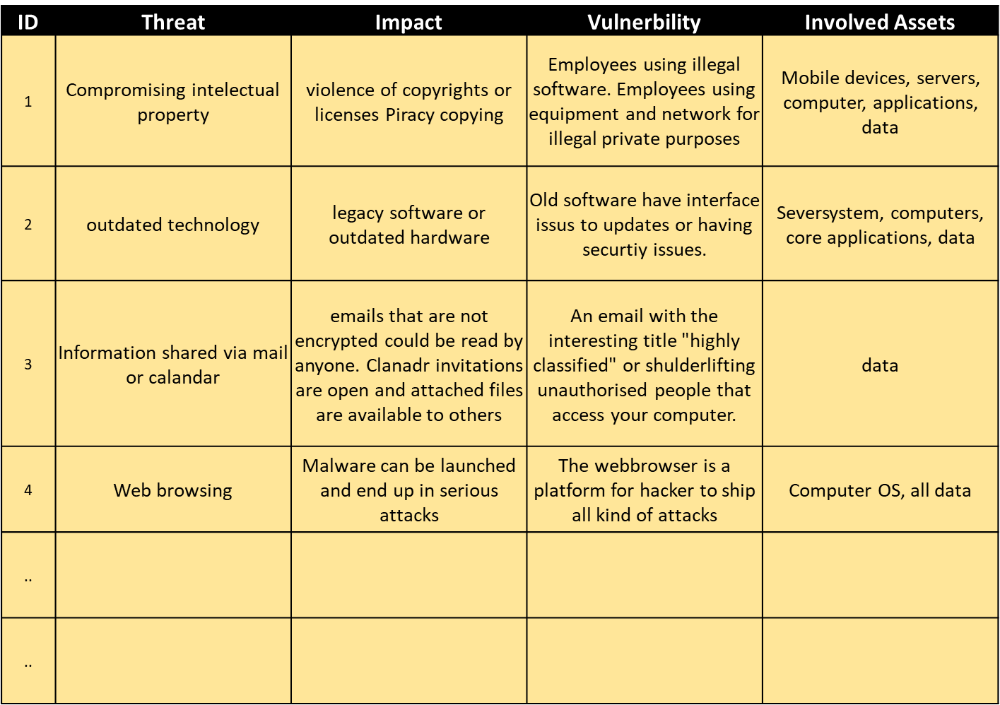 ID Threat Impact Vulnerbility Involved Assets
1
Compromising intelectual
property
violence of copyrights or
licenses Piracy copying
Employees using illegal
software. Employees using
equipment and network for
illegal private purposes
Mobile devices, servers,
computer, applications,
data
2
outdated technology
legacy software or
outdated hardware
Old software have interface
issus to updates or having
securtiy issues.
Seversystem, computers,
core applications, data
3
Information shared via mail
or calandar
emails that are not
encrypted could be read by
anyone. Clanadr invitations
are open and attached files
are available to others
An email with the
interesting title "highly
classified" or shulderlifting
unauthorised people that
access your computer.
data
4
Web browsing
Malware can be launched
and end up in serious
attacks
The webbrowser is a
platform for hacker to ship
all kind of attacks
Computer OS, all data
..
..